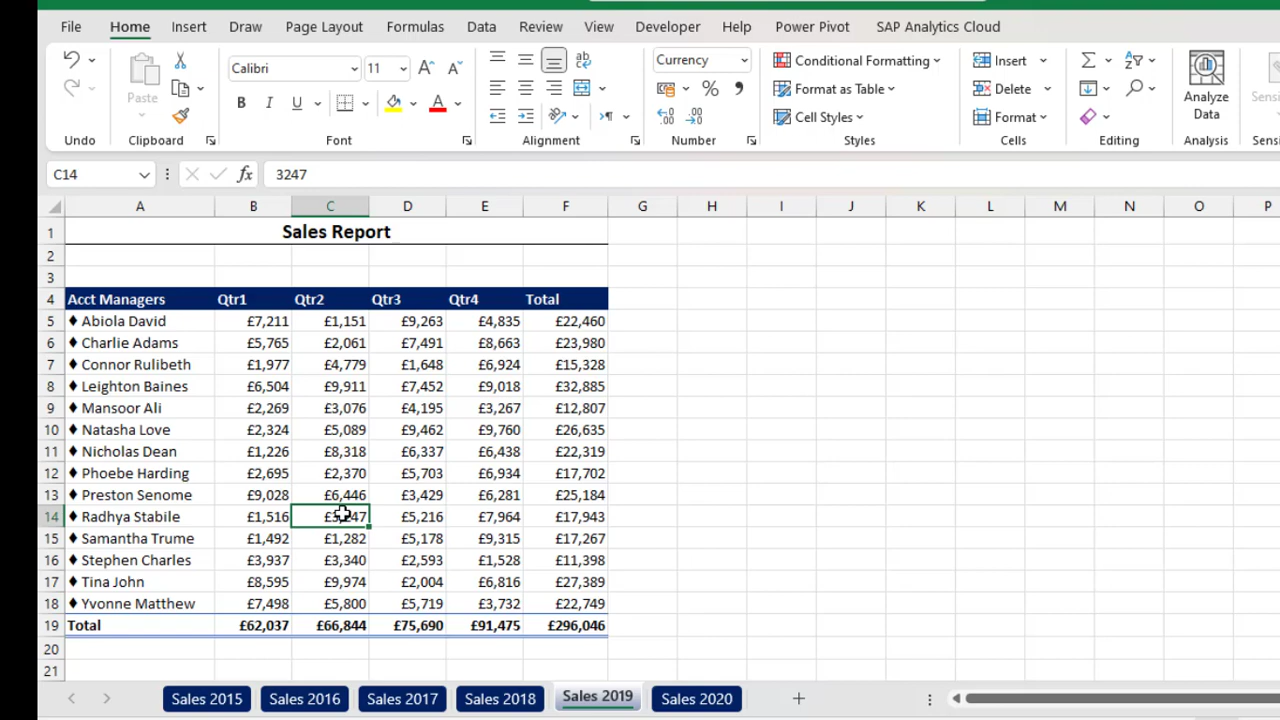 File Home Insert Draw Page Layout Formulas Data Review View Developer Help Power Pivot SAP Analytics Cloud
Calibri 11 Currency Conditional Formatting Insert
Paste Format as Table Delete Analyze
Cell Styles Format Data
Undo Clipboard Font Alignment Number Styles Cells Editing Analysis
C14 fx 3247
A B C D E F G H I J K L M N O P
1 Sales Report
2
3
4 Acct Managers Qtr1 Qtr2 Qtr3 Qtr4 Total
5 ♦ Abiola David £7,211 £1,151 £9,263 £4,835 £22,460
6 ♦ Charlie Adams £5,765 £2,061 £7,491 £8,663 £23,980
7 ♦ Connor Rulibeth £1,977 £4,779 £1,648 £6,924 £15,328
8 ♦ Leighton Baines £6,504 £9,911 £7,452 £9,018 £32,885
9 ♦ Mansoor Ali £2,269 £3,076 £4,195 £3,267 £12,807
10 ♦ Natasha Love £2,324 £5,089 £9,462 £9,760 £26,635
11 ♦ Nicholas Dean £1,226 £8,318 £6,337 £6,438 £22,319
12 ♦ Phoebe Harding £2,695 £2,370 £5,703 £6,934 £17,702
13 ♦ Preston Senome £9,028 £6,446 £3,429 £6,281 £25,184
14 ♦ Radhya Stabile £1,516 £3,247 £5,216 £7,964 £17,943
15 ♦ Samantha Trume £1,492 £1,282 £5,178 £9,315 £17,267
16 ♦ Stephen Charles £3,937 £3,340 £2,593 £1,528 £11,398
17 ♦ Tina John £8,595 £9,974 £2,004 £6,816 £27,389
18 ♦ Yvonne Matthew £7,498 £5,800 £5,719 £3,732 £22,749
19 Total £62,037 £66,844 £75,690 £91,475 £296,046
20
21
Sales 2015 Sales 2016 Sales 2017 Sales 2018 Sales 2019 Sales 2020